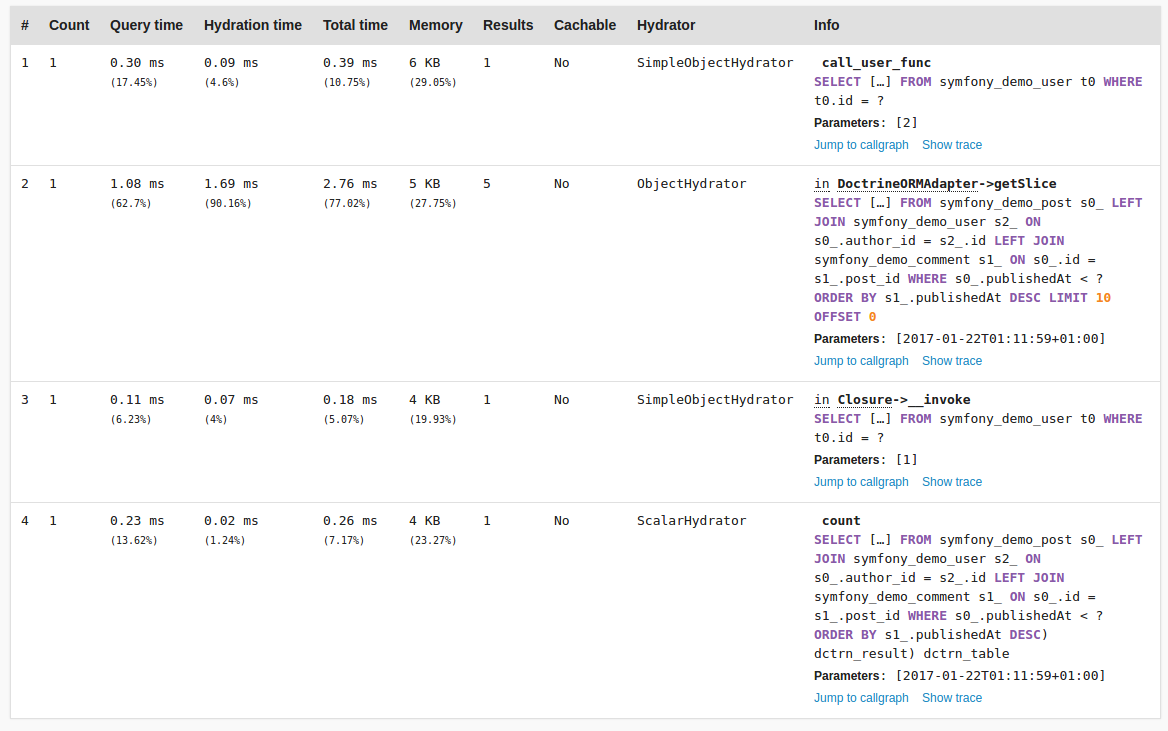 # Count Query time Hydration time Total time Memory Results Cachable Hydrator Info
1 1 0.30 ms 0.09 ms 0.39 ms 6 KB 1 No SimpleObjectHydrator call_user_func
(17.45%) (4.6%) (10.75%) (29.05%) SELECT […] FROM symfony_demo_user t0 WHERE
t0.id = ?
Parameters: [2]
Jump to callgraph Show trace
2 1 1.08 ms 1.69 ms 2.76 ms 5 KB 5 No ObjectHydrator in DoctrineORMAdapter->getSlice
(62.7%) (90.16%) (77.02%) (27.75%) SELECT […] FROM symfony_demo_post s0_ LEFT
JOIN symfony_demo_user s2_ ON
s0_.author_id = s2_.id LEFT JOIN
symfony_demo_comment s1_ ON s0_.id =
s1_.post_id WHERE s0_.publishedAt < ?
ORDER BY s1_.publishedAt DESC LIMIT 10
OFFSET 0
Parameters: [2017-01-22T01:11:59+01:00]
Jump to callgraph Show trace
3 1 0.11 ms 0.07 ms 0.18 ms 4 KB 1 No SimpleObjectHydrator in Closure->__invoke
(6.23%) (4%) (5.07%) (19.93%) SELECT […] FROM symfony_demo_user t0 WHERE
t0.id = ?
Parameters: [1]
Jump to callgraph Show trace
4 1 0.23 ms 0.02 ms 0.26 ms 4 KB 1 No ScalarHydrator count
(13.62%) (1.24%) (7.17%) (23.27%) SELECT […] FROM symfony_demo_post s0_ LEFT
JOIN symfony_demo_user s2_ ON
s0_.author_id = s2_.id LEFT JOIN
symfony_demo_comment s1_ ON s0_.id =
s1_.post_id WHERE s0_.publishedAt < ?
ORDER BY s1_.publishedAt DESC)
dctrn_result) dctrn_table
Parameters: [2017-01-22T01:11:59+01:00]
Jump to callgraph Show trace